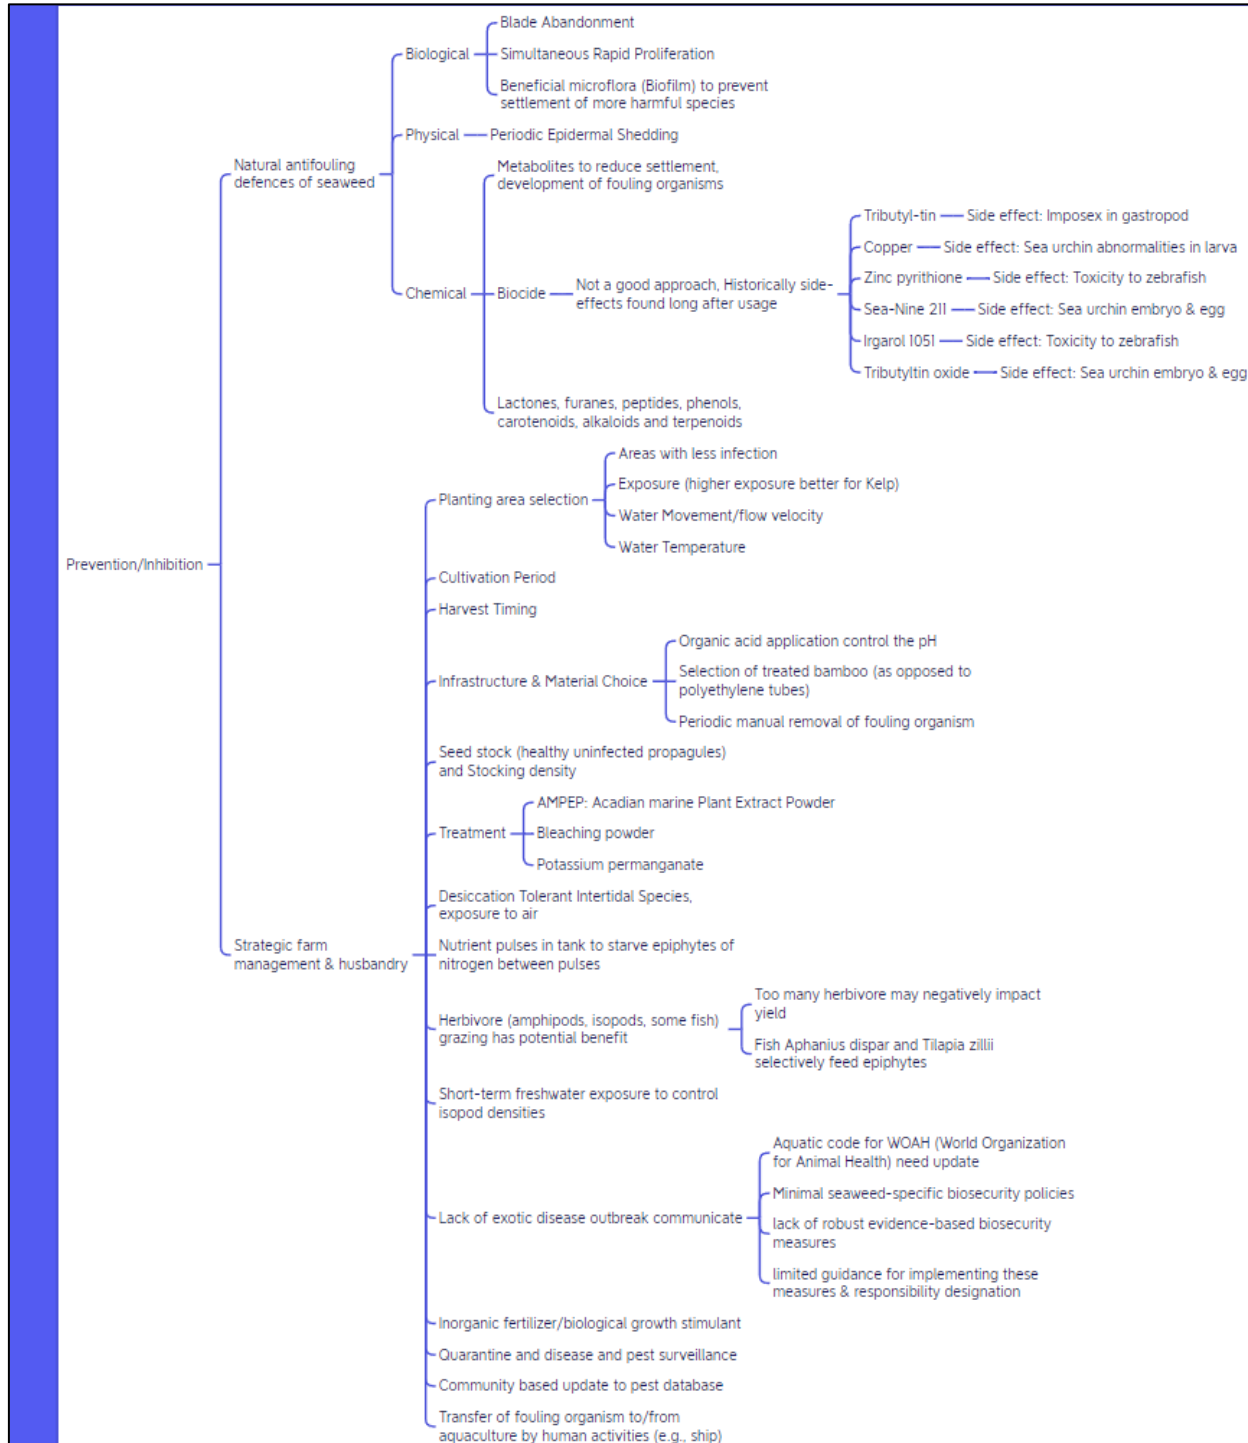 Prevention/Inhibition
Natural antifouling
defences of seaweed
Biological
Blade Abandonment
Simultaneous Rapid Proliferation
Beneficial microflora (Biofilm) to prevent
settlement of more harmful species
Physical
Periodic Epidermal Shedding
Chemical
Metabolites to reduce settlement,
development of fouling organisms
Biocide
Not a good approach, Historically side-
effects found long after usage
Tributyl-tin
Side effect: Imposex in gastropod
Copper
Side effect: Sea urchin abnormalities in larva
Zinc pyrithione
Side effect: Toxicity to zebrafish
Sea-Nine 211
Side effect: Sea urchin embryo & egg
Irgarol 1051
Side effect: Toxicity to zebrafish
Tributyltin oxide
Side effect: Sea urchin embryo & egg
Lactones, furanes, peptides, phenols,
carotenoids, alkaloids and terpenoids
Strategic farm
management & husbandry
Planting area selection
Areas with less infection
Exposure (higher exposure better for Kelp)
Water Movement/flow velocity
Water Temperature
Cultivation Period
Harvest Timing
Infrastructure & Material Choice
Organic acid application control the pH
Selection of treated bamboo (as opposed to
polyethylene tubes)
Periodic manual removal of fouling organism
Seed stock (healthy uninfected propagules)
and Stocking density
Treatment
AMPEP: Acadian marine Plant Extract Powder
Bleaching powder
Potassium permanganate
Desiccation Tolerant Intertidal Species,
exposure to air
Nutrient pulses in tank to starve epiphytes of
nitrogen between pulses
Herbivore (amphipods, isopods, some fish)
grazing has potential benefit
Too many herbivore may negatively impact
yield
Fish Aphanius dispar and Tilapia zillii
selectively feed epiphytes
Short-term freshwater exposure to control
isopod densities
Lack of exotic disease outbreak communicate
Aquatic code for WOAH (World Organization
for Animal Health) need update
Minimal seaweed-specific biosecurity policies
lack of robust evidence-based biosecurity
measures
limited guidance for implementing these
measures & responsibility designation
Inorganic fertilizer/biological growth stimulant
Quarantine and disease and pest surveillance
Community based update to pest database
Transfer of fouling organism to/from
aquaculture by human activities (e.g., ship)